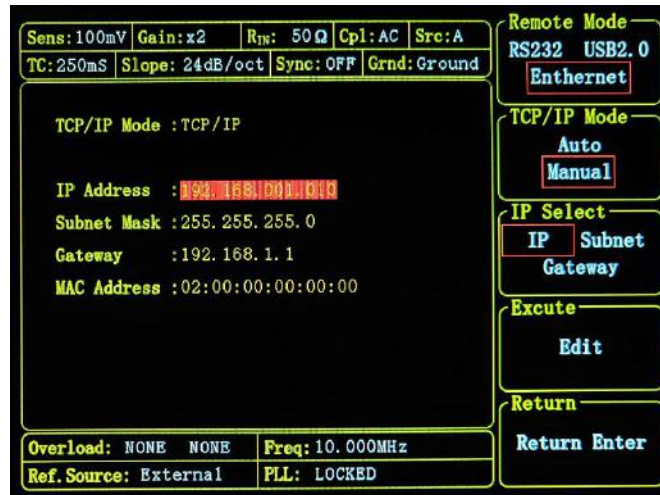 Sens:100mV Gain:x2 RIN: 50Ω Cpl:AC Src:A
TC:250mS Slope: 24dB/oct Sync:OFF Grnd:Ground
TCP/IP Mode :TCP/IP
IP Address :192.168.001.010
Subnet Mask :255.255.255.0
Gateway :192.168.1.1
MAC Address :02:00:00:00:00:00
Overload: NONE NONE Freq:10.000MHz
Ref.Source: External PLL: LOCKED
Remote Mode
RS232 USB2.0
Enthernet
TCP/IP Mode
Auto
Manual
IP Select
IP Subnet
Gateway
Excute
Edit
Return
Return Enter